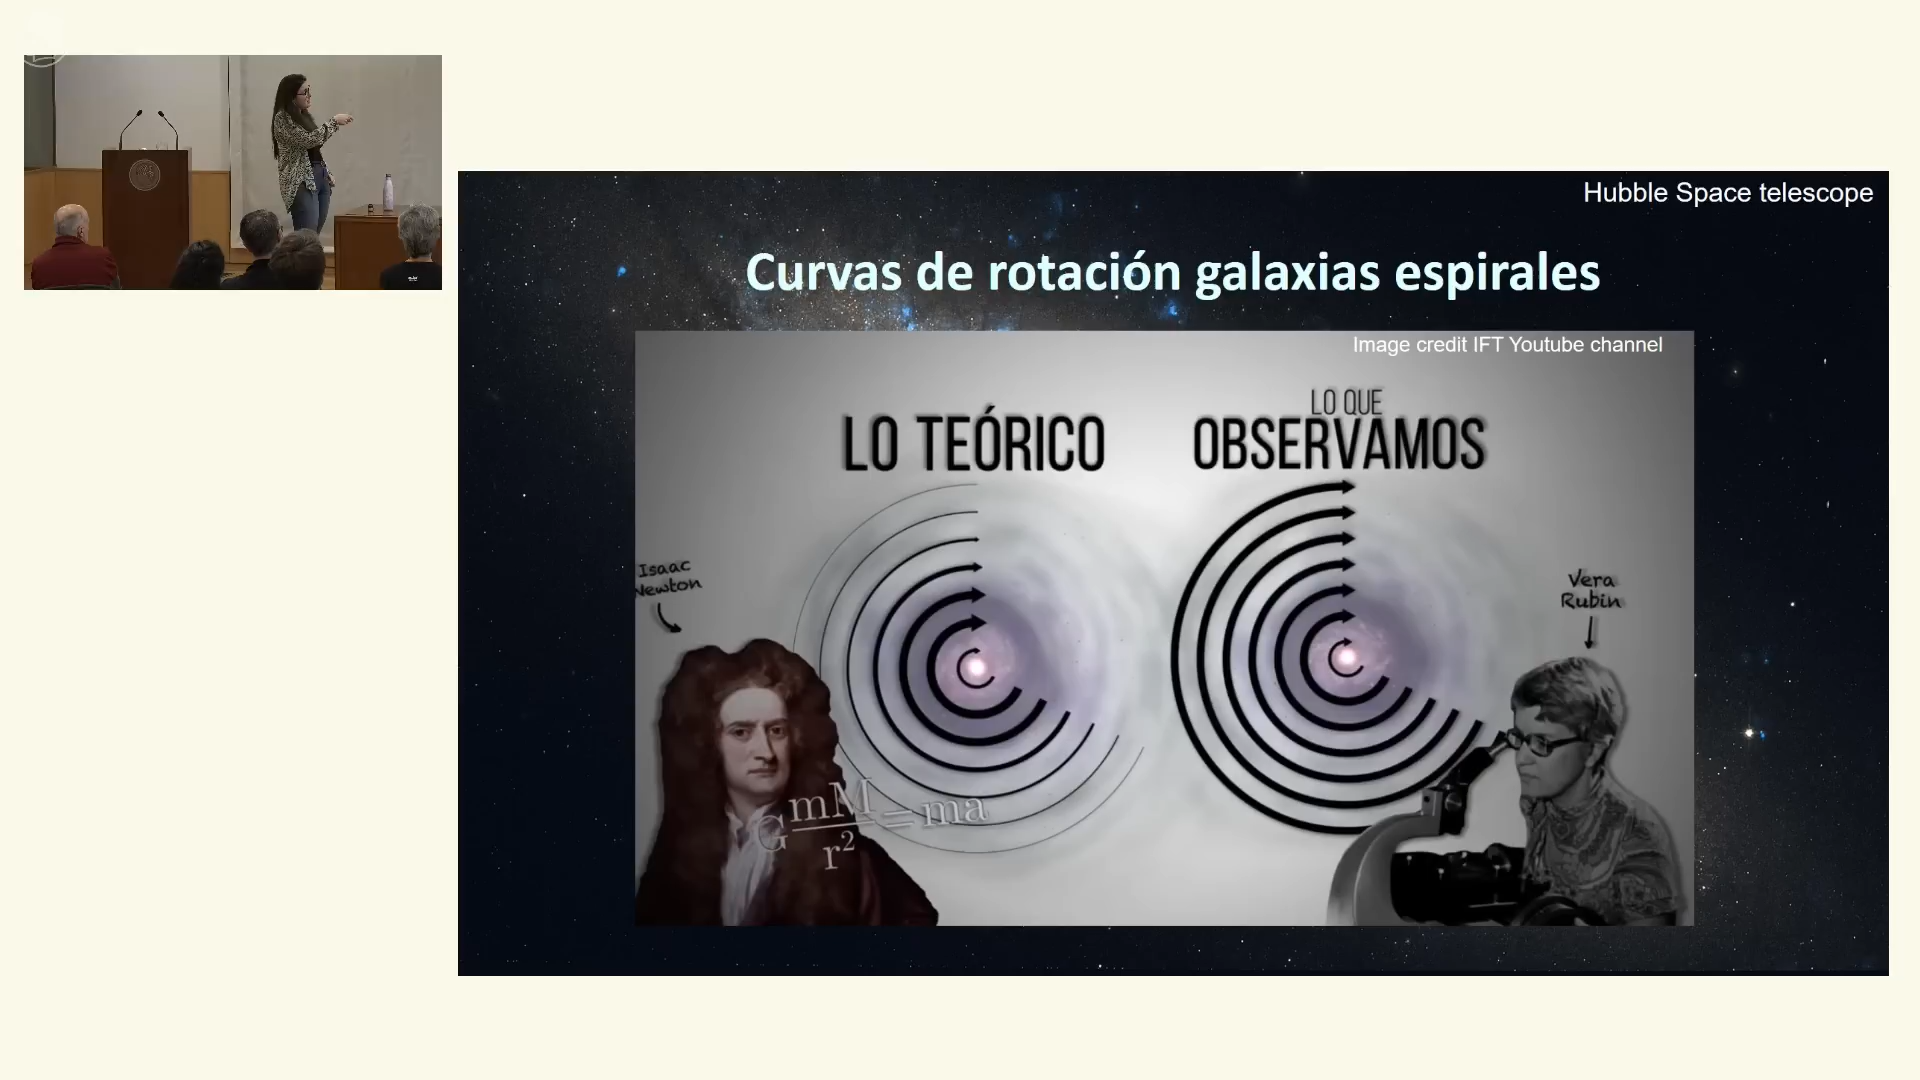 Hubble Space telescope
Curvas de rotación galaxias espirales
Image credit IFT Youtube channel
LO TEÓRICO
LO QUE
OBSERVAMOS
Isaac
Newton
Vera
Rubin
G mM/r² = ma